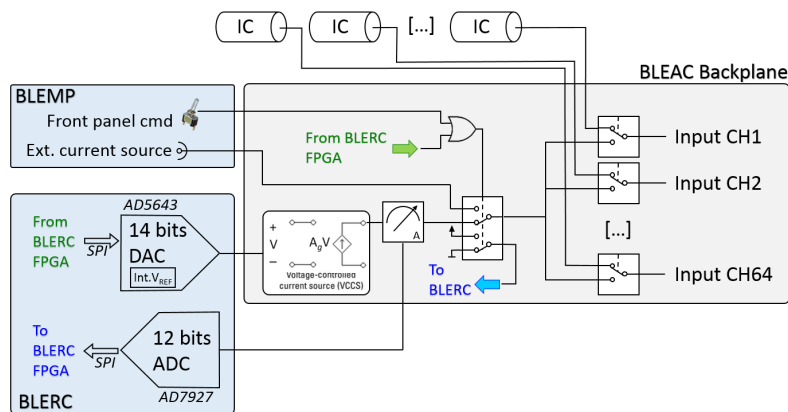 IC
IC
[...]
IC
BLEAC Backplane
BLEMP
Front panel cmd
Ext. current source
From BLERC
FPGA
Input CH1
Input CH2
[...]
Input CH64
AD5643
From
BLERC
FPGA
SPI
14 bits
DAC
Int.VREF
+
V
−
AgV
Voltage-controlled
current source (VCCS)
A
To
BLERC
To
BLERC
FPGA
SPI
12 bits
ADC
AD7927
BLERC